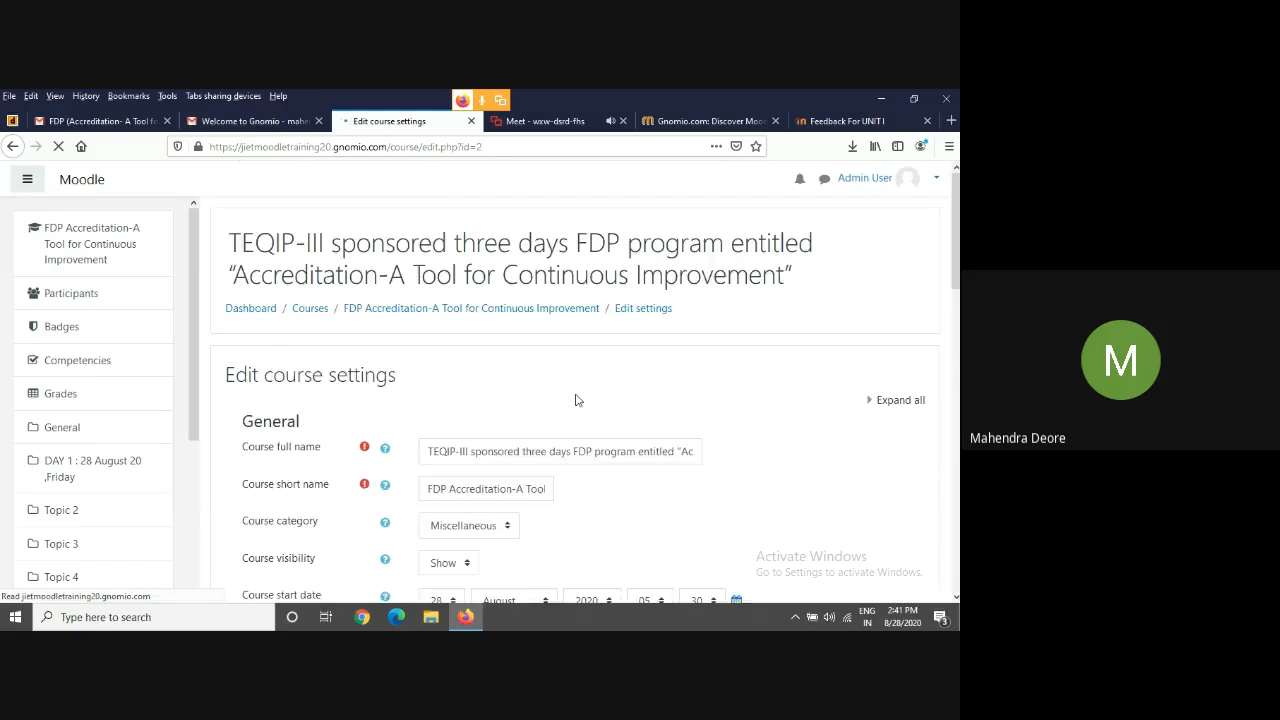 File Edit View History Bookmarks Tools Tabs sharing devices Help
FDP (Accreditation- A Tool fo
Welcome to Gnomio - mahe
Edit course settings
Meet - wxw-dsrd-fhs
Gnomio.com: Discover Moo
Feedback For UNIT I
https://jietmoodletraining20.gnomio.com/course/edit.php?id=2
Moodle
Admin User
FDP Accreditation-A
Tool for Continuous
Improvement
Participants
Badges
Competencies
Grades
General
DAY 1 : 28 August 20
,Friday
Topic 2
Topic 3
Topic 4
TEQIP-III sponsored three days FDP program entitled
“Accreditation-A Tool for Continuous Improvement”
Dashboard / Courses / FDP Accreditation-A Tool for Continuous Improvement / Edit settings
Edit course settings
Expand all
General
Course full name TEQIP-III sponsored three days FDP program entitled "Ac
Course short name FDP Accreditation-A Tool
Course category Miscellaneous
Course visibility Show
Course start date 28 August 2020 05 30
Activate Windows
Go to Settings to activate Windows.
Read jietmoodletraining20.gnomio.com
Type here to search
ENG
IN
2:41 PM
8/28/2020
3
M
Mahendra Deore